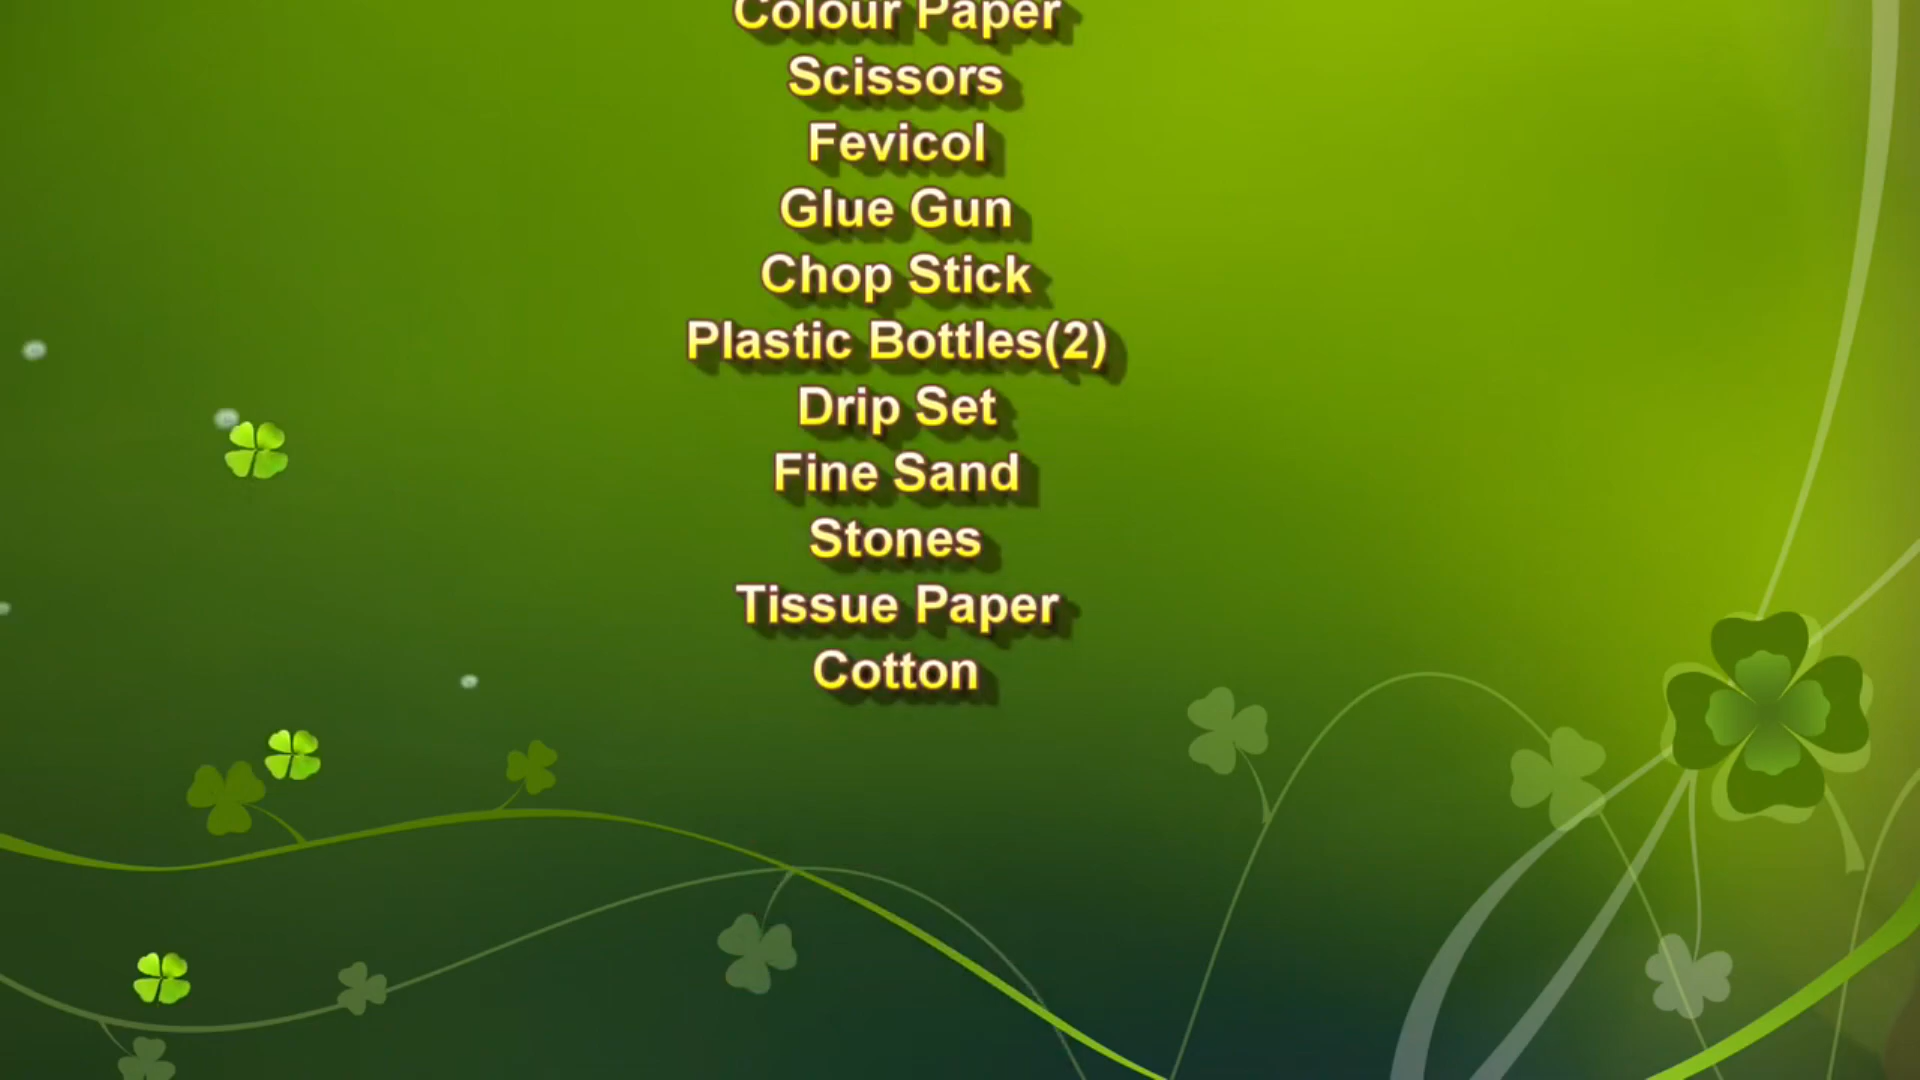 Colour Paper
Scissors
Fevicol
Glue Gun
Chop Stick
Plastic Bottles(2)
Drip Set
Fine Sand
Stones
Tissue Paper
Cotton